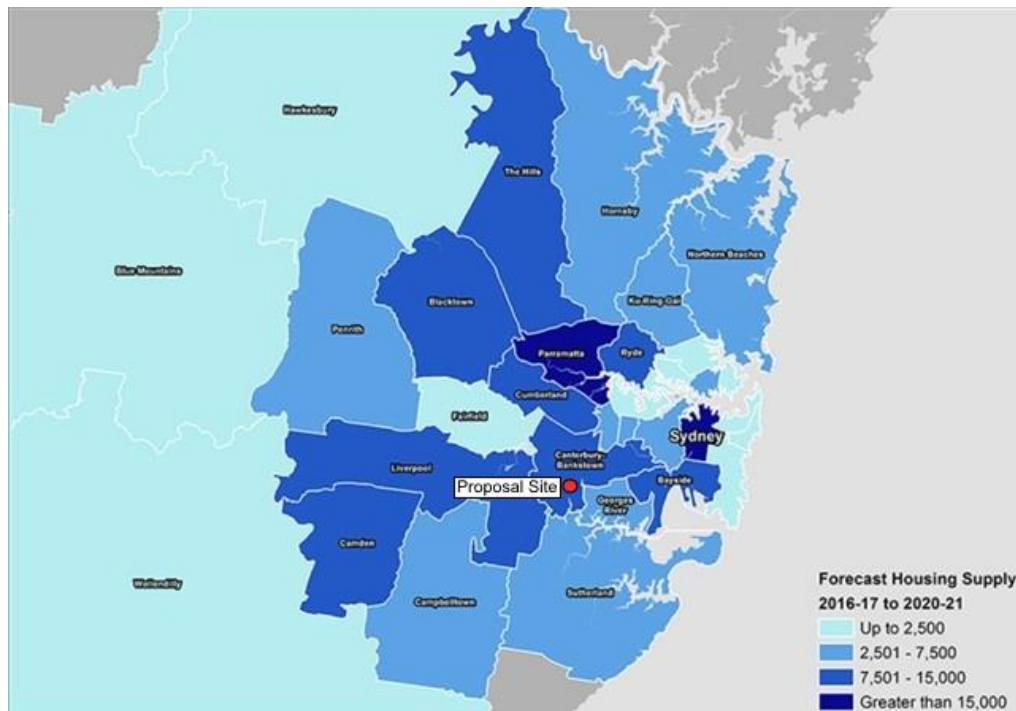 Hawkesbury
The Hills
Hornsby
Northern Beaches
Blue Mountains
Ku-Ring-Gai
Blacktown
Penrith
Parramatta
Ryde
Cumberland
Fairfield
Sydney
Canterbury-
Bankstown
Liverpool
Bayside
Proposal Site
Georges
River
Camden
Wollondilly
Sutherland
Campbelltown
Forecast Housing Supply
2016-17 to 2020-21
Up to 2,500
2,501 - 7,500
7,501 - 15,000
Greater than 15,000